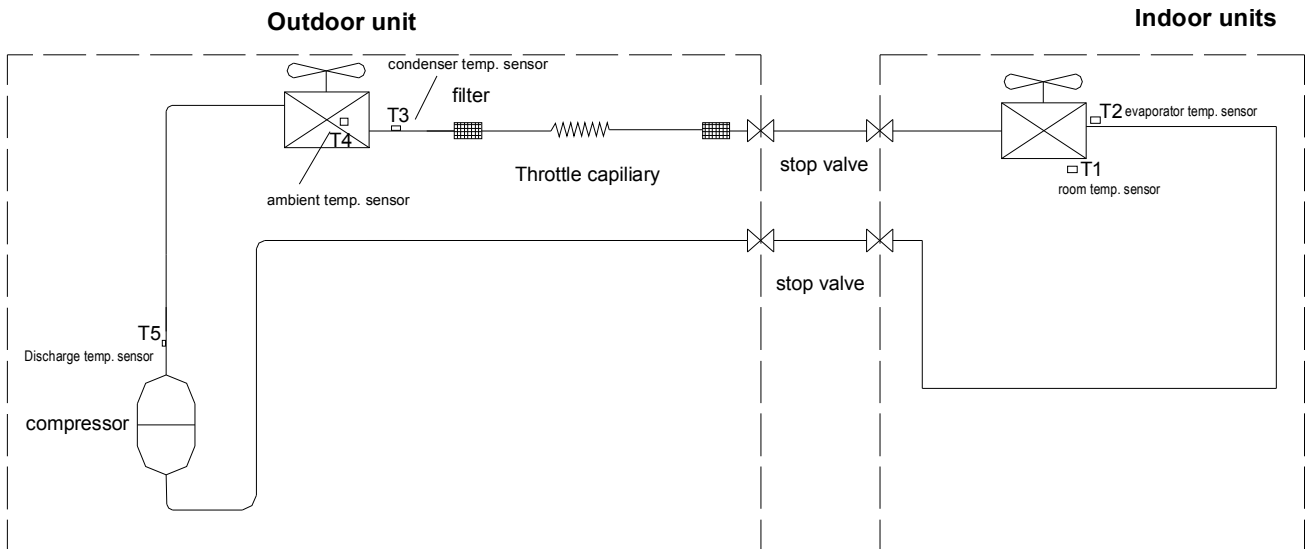 Outdoor unit
Indoor units
condenser temp. sensor
filter
T3
T4
T2 evaporator temp. sensor
T1
Throttle capiliary
stop valve
room temp. sensor
ambient temp. sensor
stop valve
T5
Discharge temp. sensor
compressor